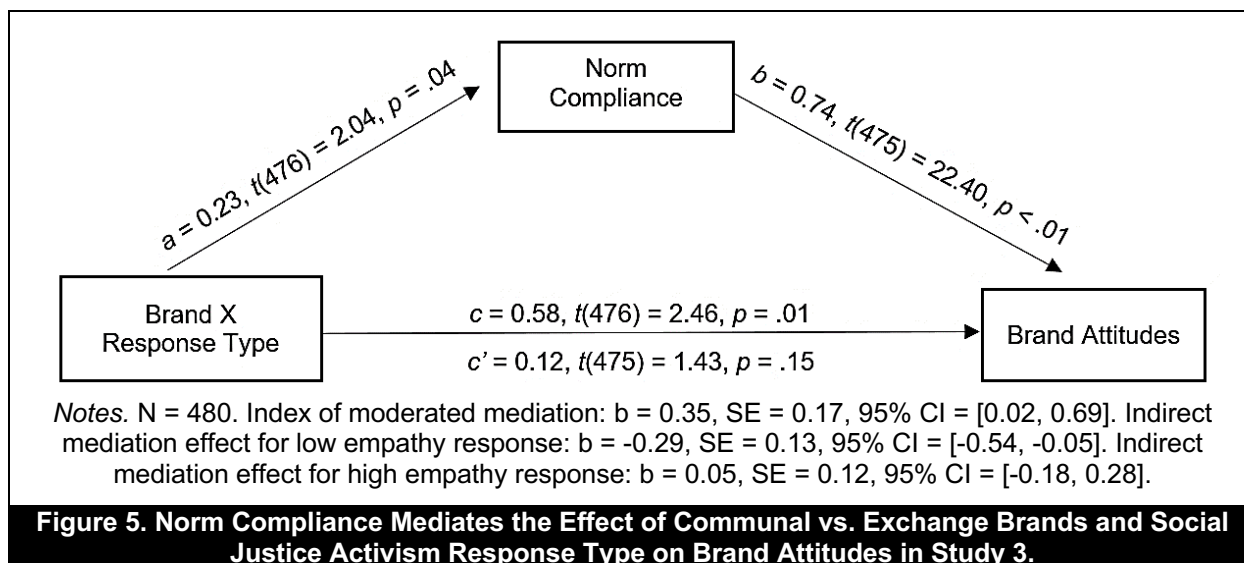 Norm
Compliance
a = 0.23, t(476) = 2.04, p = .04
b = 0.74, t(475) = 22.40, p < .01
Brand X
Response Type
c = 0.58, t(476) = 2.46, p = .01
c' = 0.12, t(475) = 1.43, p = .15
Brand Attitudes
Notes. N = 480. Index of moderated mediation: b = 0.35, SE = 0.17, 95% CI = [0.02, 0.69]. Indirect
mediation effect for low empathy response: b = -0.29, SE = 0.13, 95% CI = [-0.54, -0.05]. Indirect
mediation effect for high empathy response: b = 0.05, SE = 0.12, 95% CI = [-0.18, 0.28].
Figure 5. Norm Compliance Mediates the Effect of Communal vs. Exchange Brands and Social
Justice Activism Response Type on Brand Attitudes in Study 3.